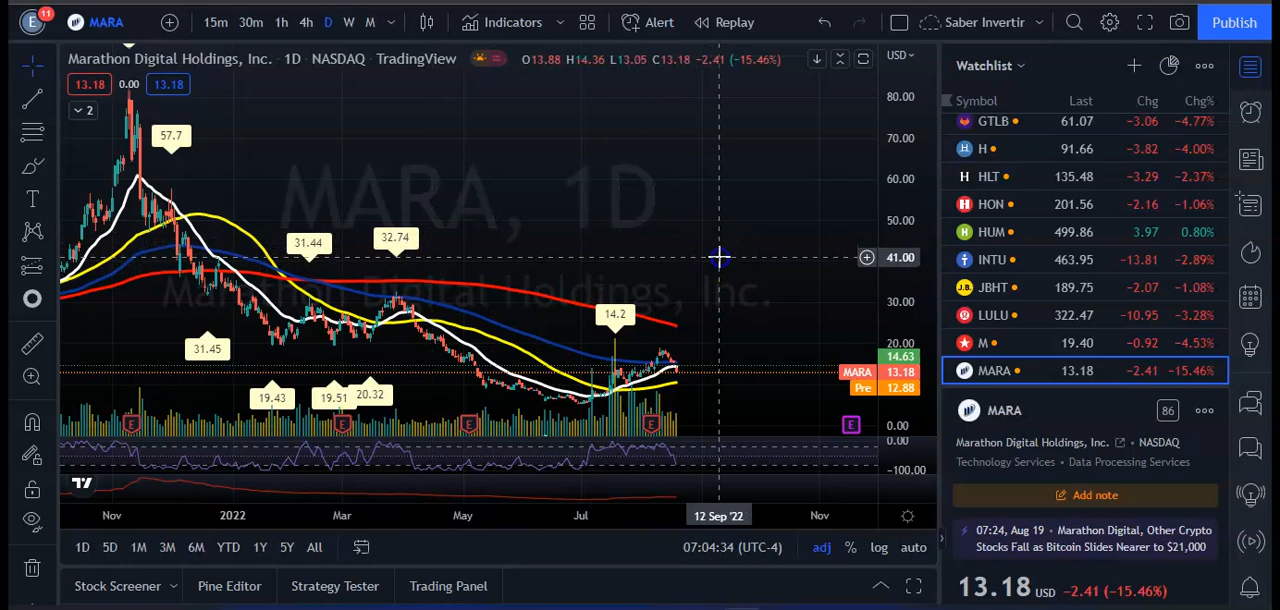 E 11 MARA 15m 30m 1h 4h D W M Indicators Alert Replay Saber Invertir Publish
Marathon Digital Holdings, Inc. · 1D · NASDAQ · TradingView O13.88 H14.36 L13.05 C13.18 −2.41 (−15.46%)
13.18 0.00 13.18
2
USD
80.00
70.00
60.00
50.00
41.00
30.00
20.00
14.63
MARA 13.18
Pre 12.88
0.00
0.00
−100.00
57.7
31.44
32.74
31.45
14.2
19.43
19.51
20.32
E E E E E
MARA, 1D
Marathon Digital Holdings, Inc.
Nov 2022 Mar May Jul 12 Sep '22 Nov
1D 5D 1M 3M 6M YTD 1Y 5Y All 07:04:34 (UTC-4) adj % log auto
Stock Screener Pine Editor Strategy Tester Trading Panel
Watchlist
Symbol Last Chg Chg%
GTLB 61.07 −3.06 −4.77%
H 91.66 −3.82 −4.00%
HLT 135.48 −3.29 −2.37%
HON 201.56 −2.16 −1.06%
HUM 499.86 3.97 0.80%
INTU 463.95 −13.81 −2.89%
JBHT 189.75 −2.07 −1.08%
LULU 322.47 −10.95 −3.28%
M 19.40 −0.92 −4.53%
MARA 13.18 −2.41 −15.46%
MARA 86
Marathon Digital Holdings, Inc. • NASDAQ
Technology Services • Data Processing Services
Add note
07:24, Aug 19 • Marathon Digital, Other Crypto
Stocks Fall as Bitcoin Slides Nearer to $21,000
13.18 USD −2.41 (−15.46%)